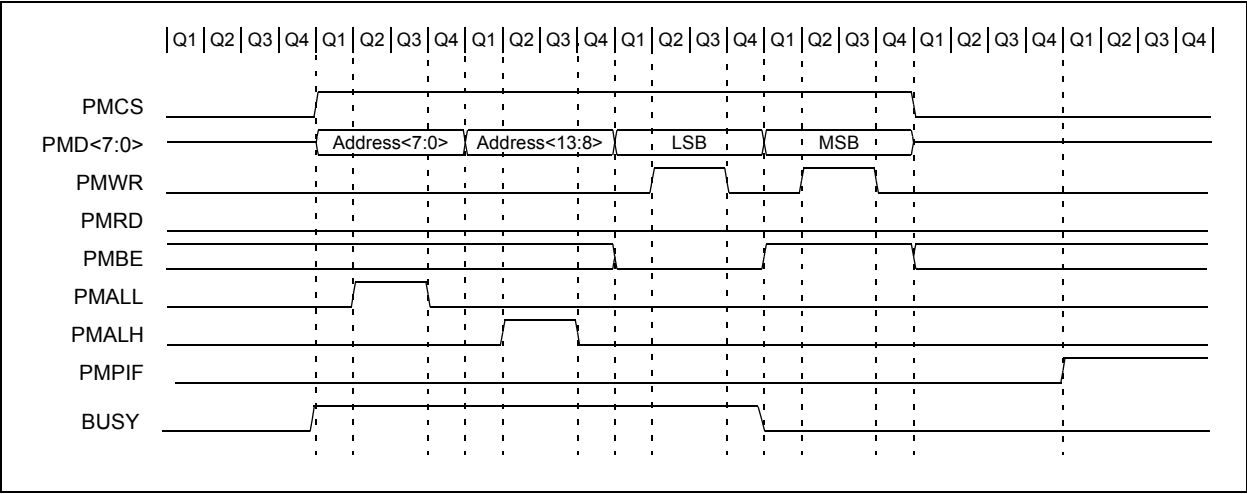 Q1 Q2 Q3 Q4 Q1 Q2 Q3 Q4 Q1 Q2 Q3 Q4 Q1 Q2 Q3 Q4 Q1 Q2 Q3 Q4 Q1 Q2 Q3 Q4 Q1 Q2 Q3 Q4
PMCS
PMD<7:0> Address<7:0> Address<13:8> LSB MSB
PMWR
PMRD
PMBE
PMALL
PMALH
PMPIF
BUSY